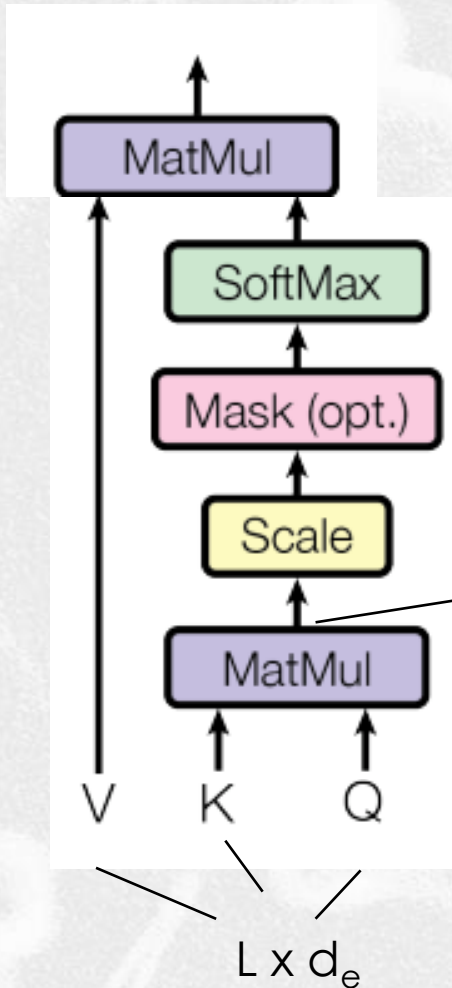 MatMul
SoftMax
Mask (opt.)
Scale
MatMul
V K Q
L x dₑ